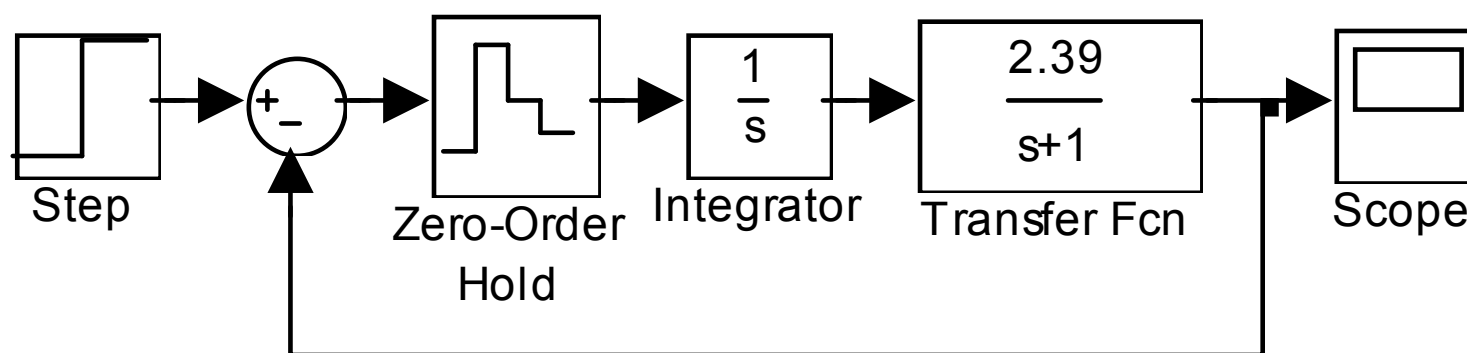 +
−
1
s
2.39
s+1
Step
Zero-Order
Hold
Integrator
Transfer Fcn
Scope